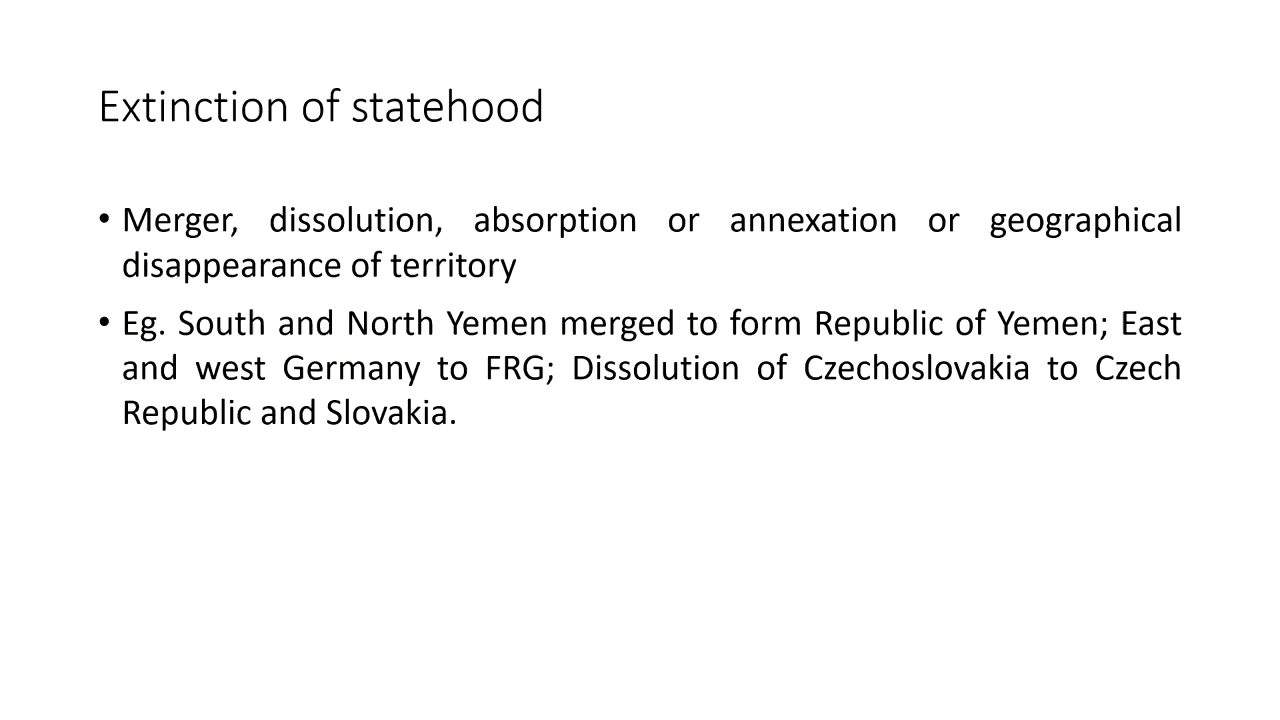 Extinction of statehood
• Merger, dissolution, absorption or annexation or geographical
disappearance of territory
• Eg. South and North Yemen merged to form Republic of Yemen; East
and west Germany to FRG; Dissolution of Czechoslovakia to Czech
Republic and Slovakia.